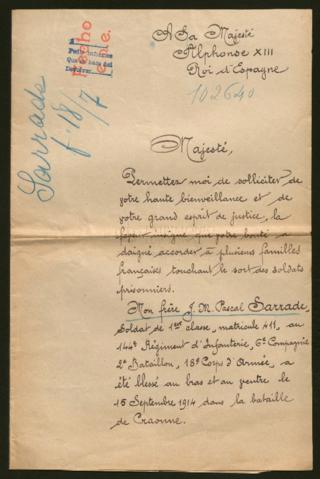 A Sa Majesté
Alphonse XIII
Roi d'Espagne
102640
Sarrade
f. 18/7
Majesté,
Permettez moi de solliciter de
votre haute bienveillance et de
votre grand esprit de justice, la
faveur insigne que votre bonté a
daigné accorder à plusieurs familles
françaises touchant le sort des soldats
prisonniers.
Mon frère J. M. Pascal Sarrade,
Soldat de 1ère classe, matricule 411, au
144e Régiment d'Infanterie, 6e Compagnie
2e Bataillon, 18e Corps d'Armée, a
été blessé au bras et au ventre le
15 Septembre 1914 dans la bataille
de Craonne.